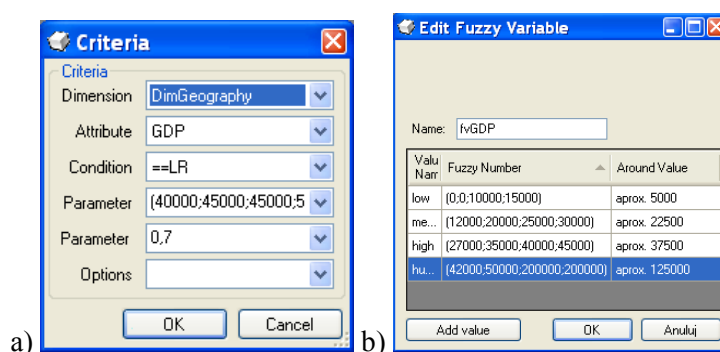 Criteria
Criteria
Dimension DimGeography
Attribute GDP
Condition ==LR
Parameter (40000;45000;45000;5
Parameter 0,7
Options
OK Cancel
a)
Edit Fuzzy Variable
Name: fvGDP
Valu Narr Fuzzy Number Around Value
low (0;0;10000;15000) aprox. 5000
me... (12000;20000;25000;30000) aprox. 22500
high (27000;35000;40000;45000) aprox. 37500
hu... (42000;50000;200000;200000) aprox. 125000
Add value OK Anuluj
b)